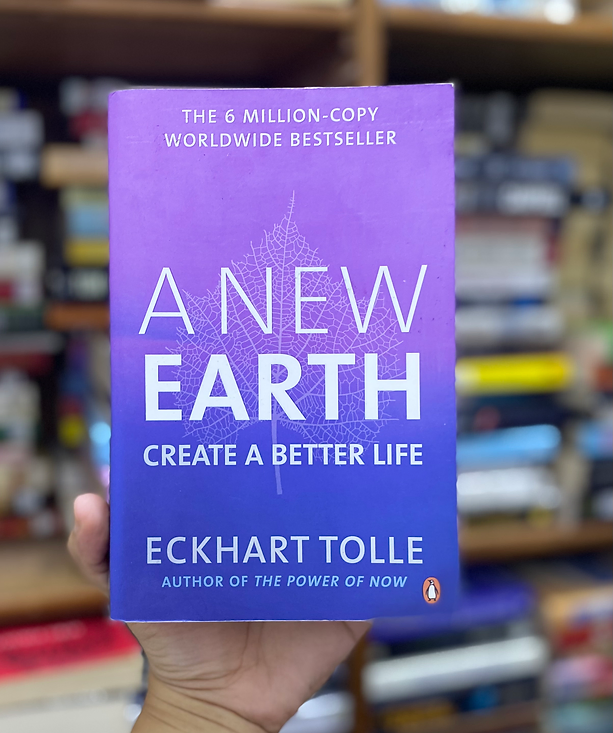 THE 6 MILLION-COPY
WORLDWIDE BESTSELLER
A NEW
EARTH
CREATE A BETTER LIFE
ECKHART TOLLE
AUTHOR OF THE POWER OF NOW